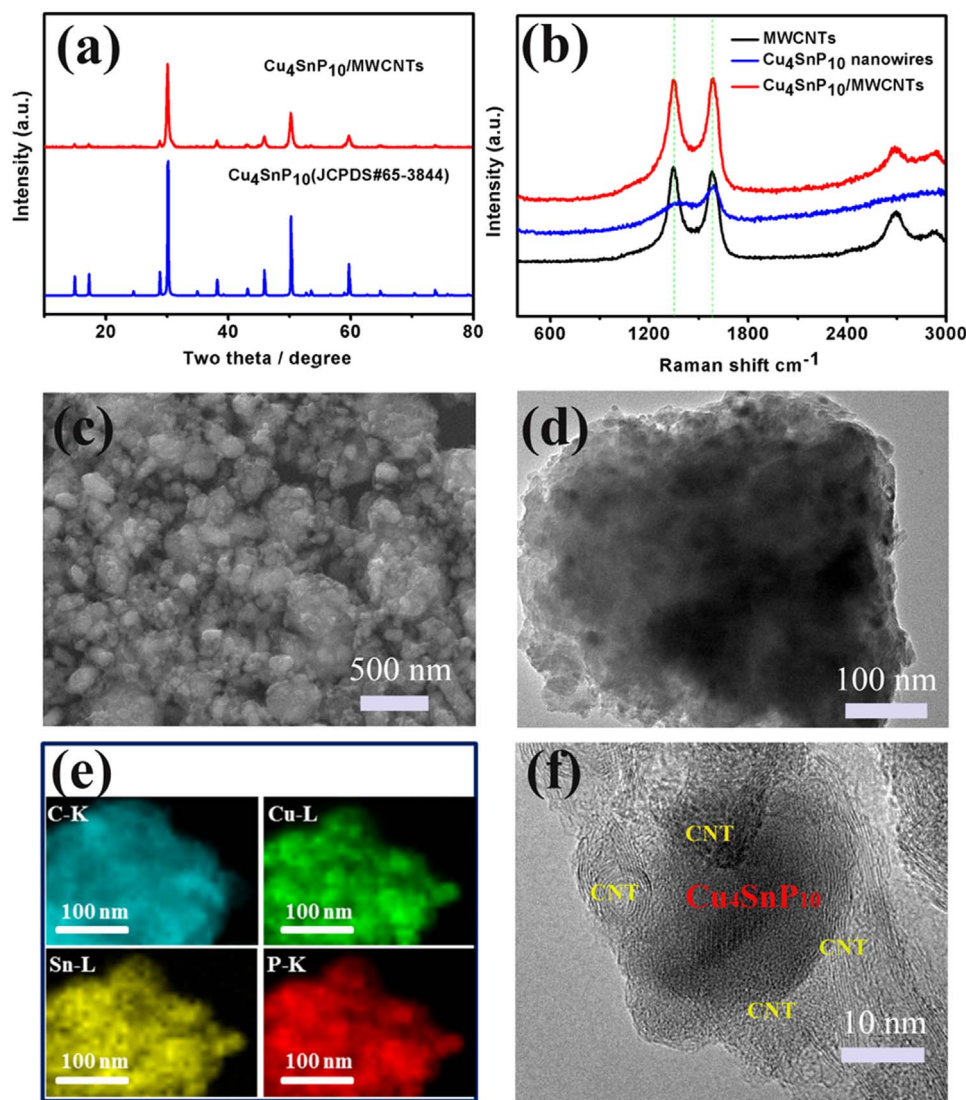 (a)
Cu₄SnP₁₀/MWCNTs
Cu₄SnP₁₀(JCPDS#65-3844)
Intensity (a.u.)
20 40 60 80
Two theta / degree
(b)
MWCNTs
Cu₄SnP₁₀ nanowires
Cu₄SnP₁₀/MWCNTs
Intensity (a.u.)
600 1200 1800 2400 3000
Raman shift cm⁻¹
(c)
500 nm
(d)
100 nm
(e)
C-K
100 nm
Cu-L
100 nm
Sn-L
100 nm
P-K
100 nm
(f)
CNT
CNT
Cu₄SnP₁₀
CNT
CNT
10 nm